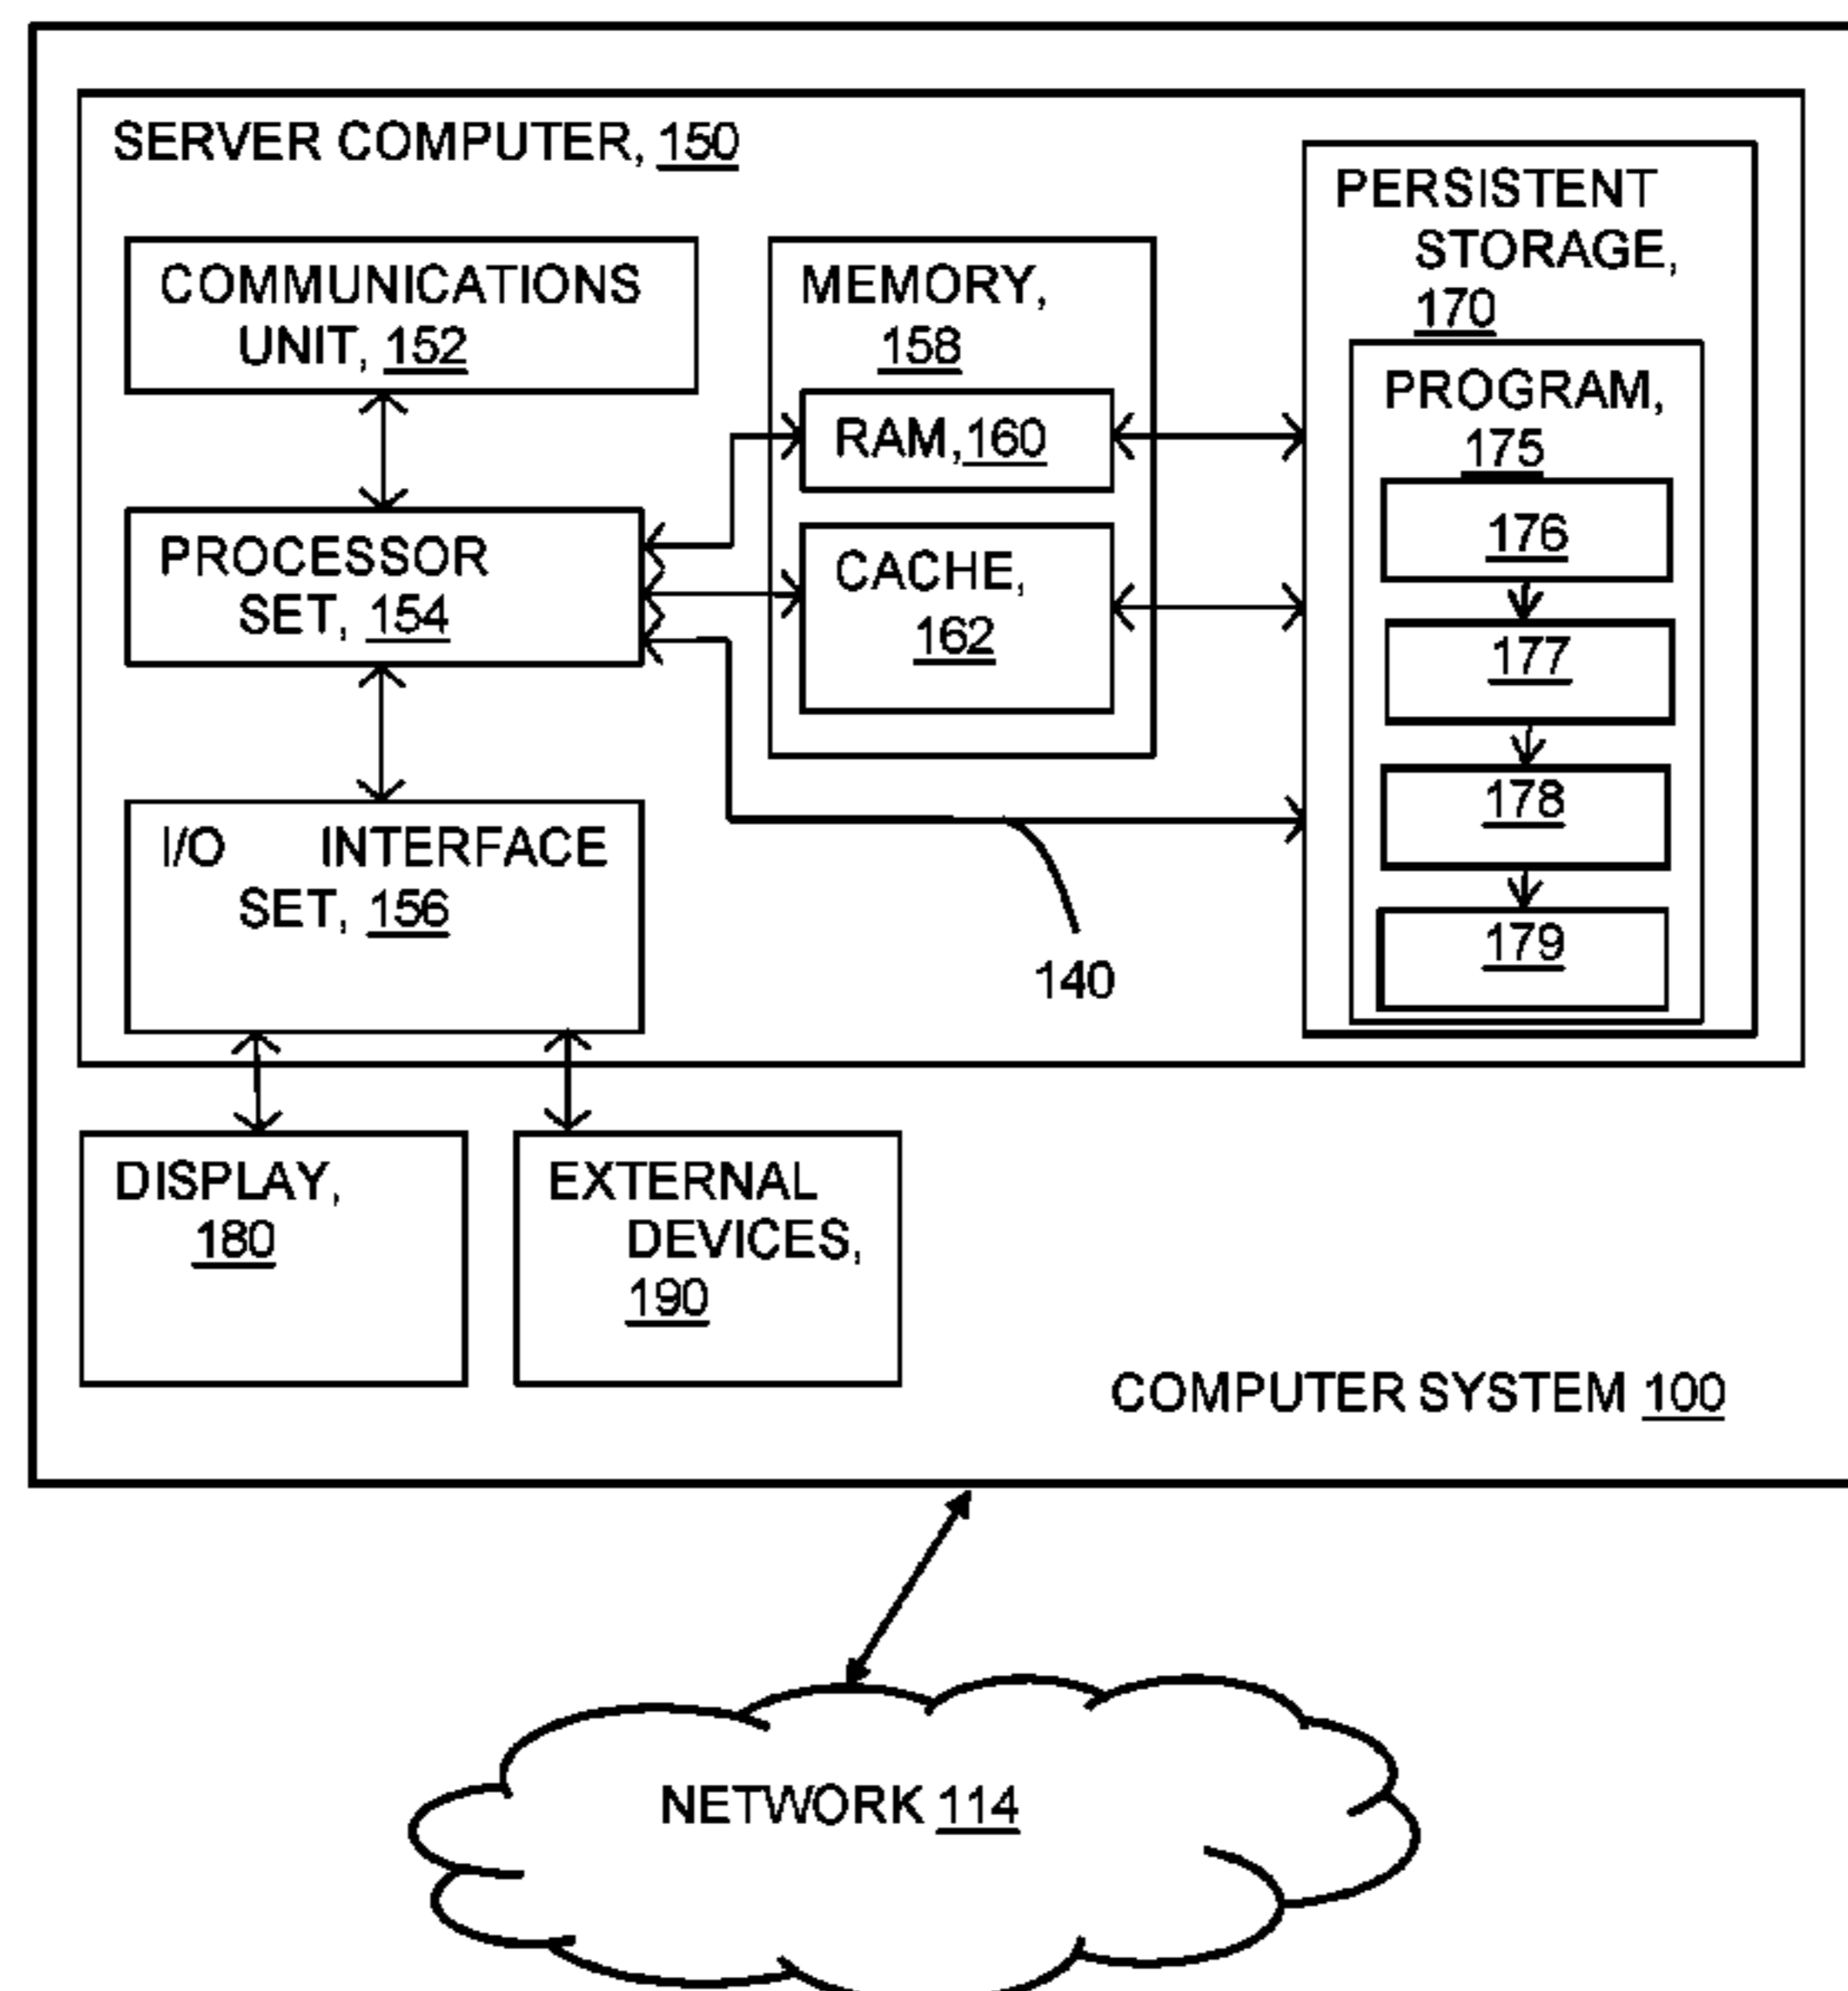 SERVER COMPUTER, 150
COMMUNICATIONS
UNIT, 152
PROCESSOR
SET, 154
I/O INTERFACE
SET, 156
MEMORY,
158
RAM,160
CACHE,
162
140
PERSISTENT
STORAGE,
170
PROGRAM,
175
176
177
178
179
DISPLAY,
180
EXTERNAL
DEVICES,
190
COMPUTER SYSTEM 100
NETWORK 114